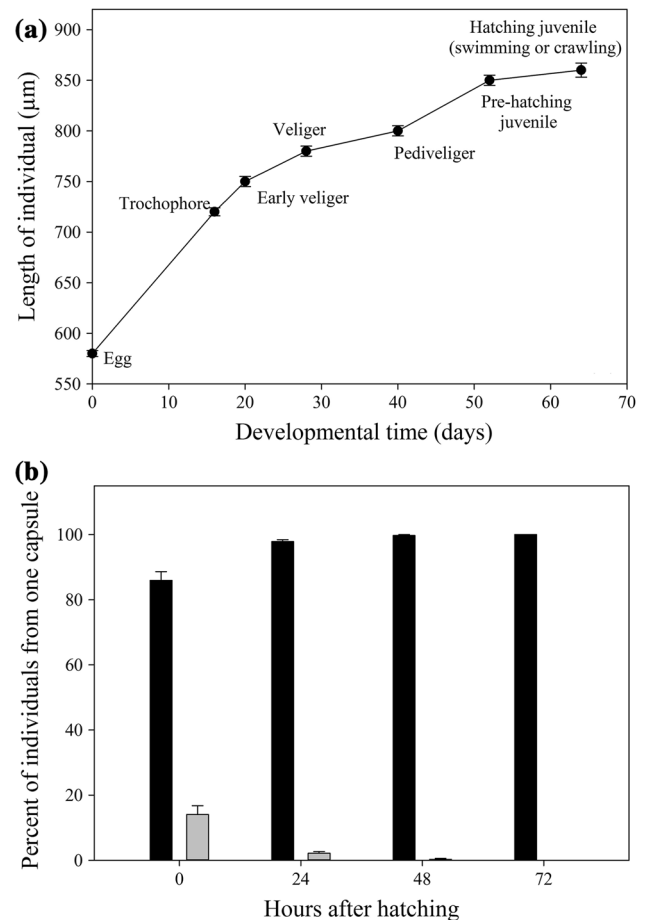 (a)
900
850
800
750
700
650
600
550
Length of individual (μm)
Hatching juvenile
(swimming or crawling)
Pre-hatching
juvenile
Veliger
Pediveliger
Trochophore
Early veliger
Egg
0 10 20 30 40 50 60 70
Developmental time (days)
(b)
100
80
60
40
20
0
Percent of individuals from one capsule
0 24 48 72
Hours after hatching